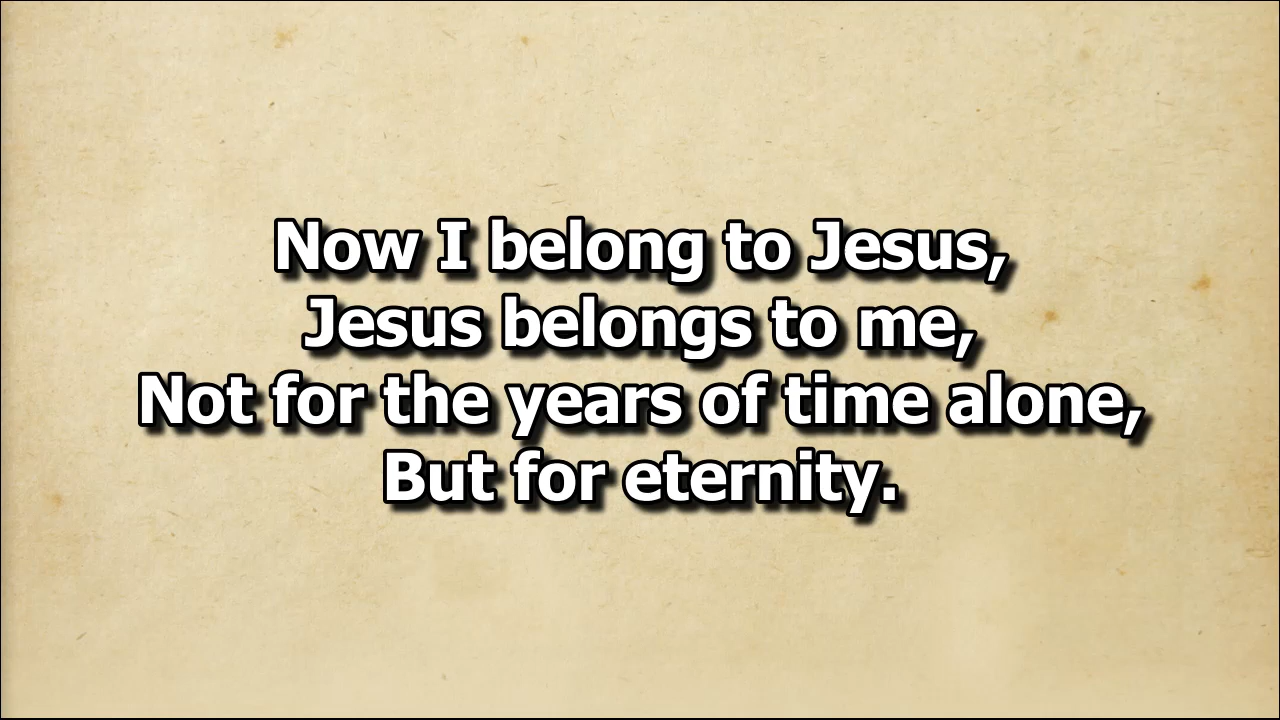 Now I belong to Jesus,
Jesus belongs to me,
Not for the years of time alone,
But for eternity.